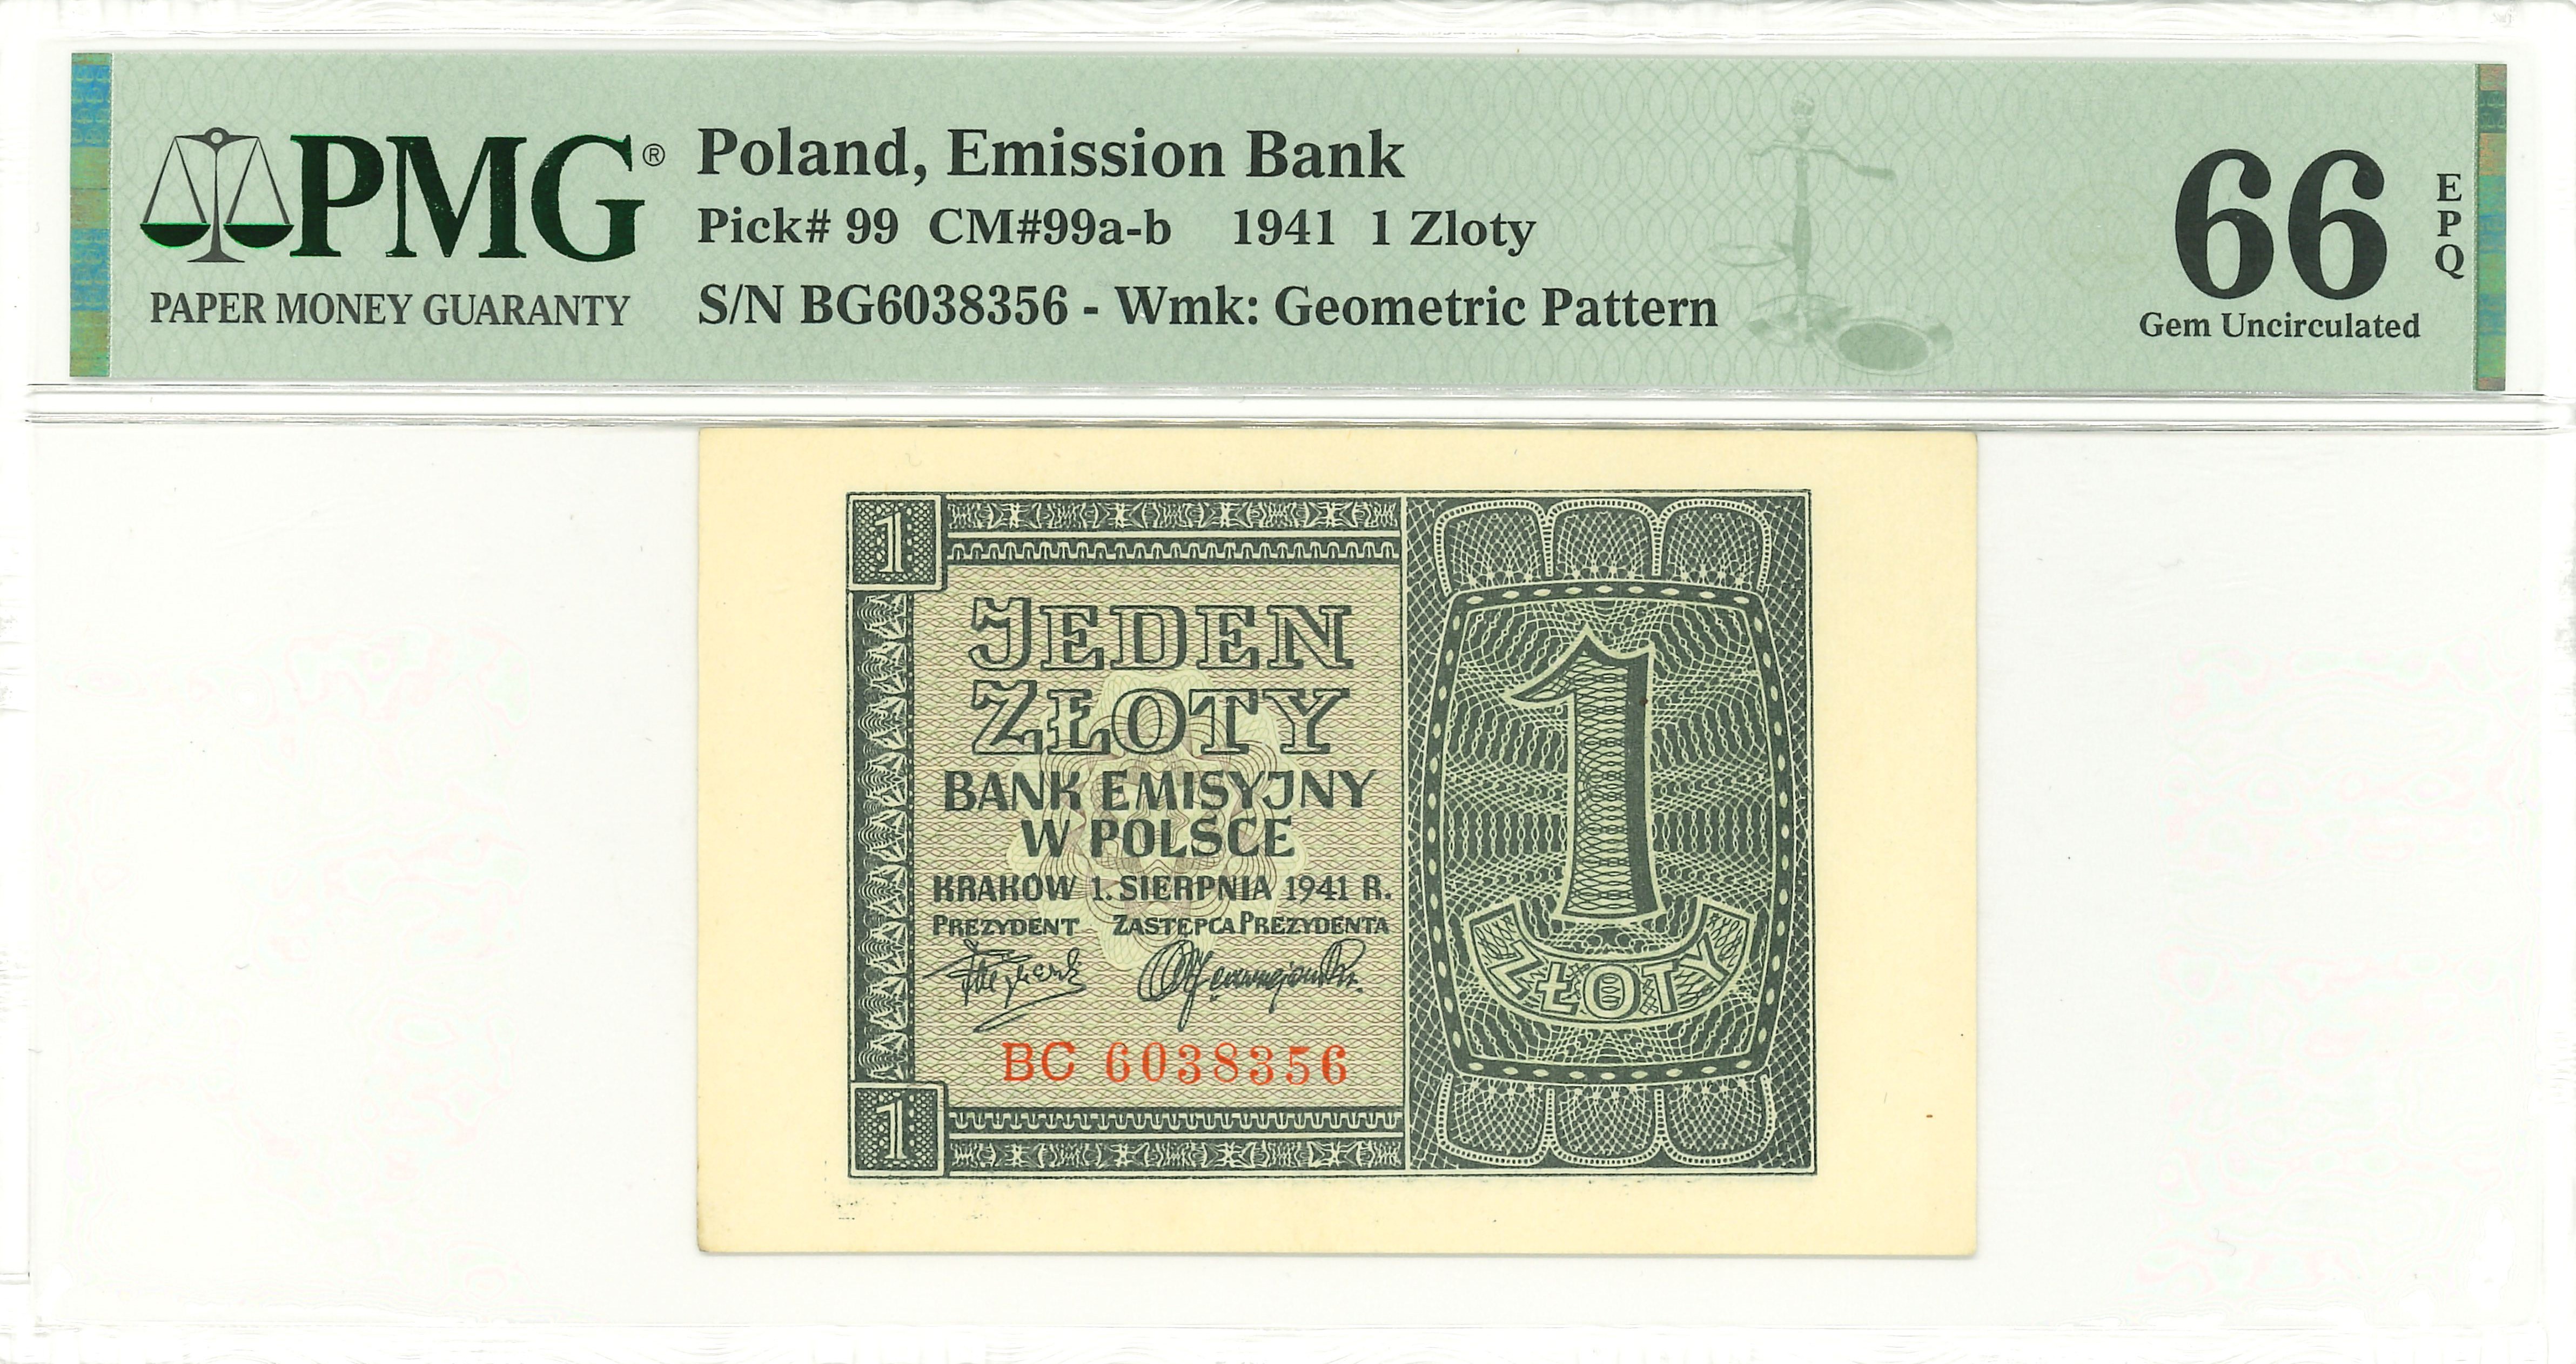 PMG®
PAPER MONEY GUARANTY
Poland, Emission Bank
Pick# 99 CM#99a-b 1941 1 Zloty
S/N BG6038356 - Wmk: Geometric Pattern
66
EPQ
Gem Uncirculated
1
JEDEN
ZŁOTY
BANK EMISYJNY
W POLSCE
KRAKÓW 1. SIERPNIA 1941 R.
PREZYDENT ZASTĘPCA PREZYDENTA
BC 6038356
1
1
ZŁOTY